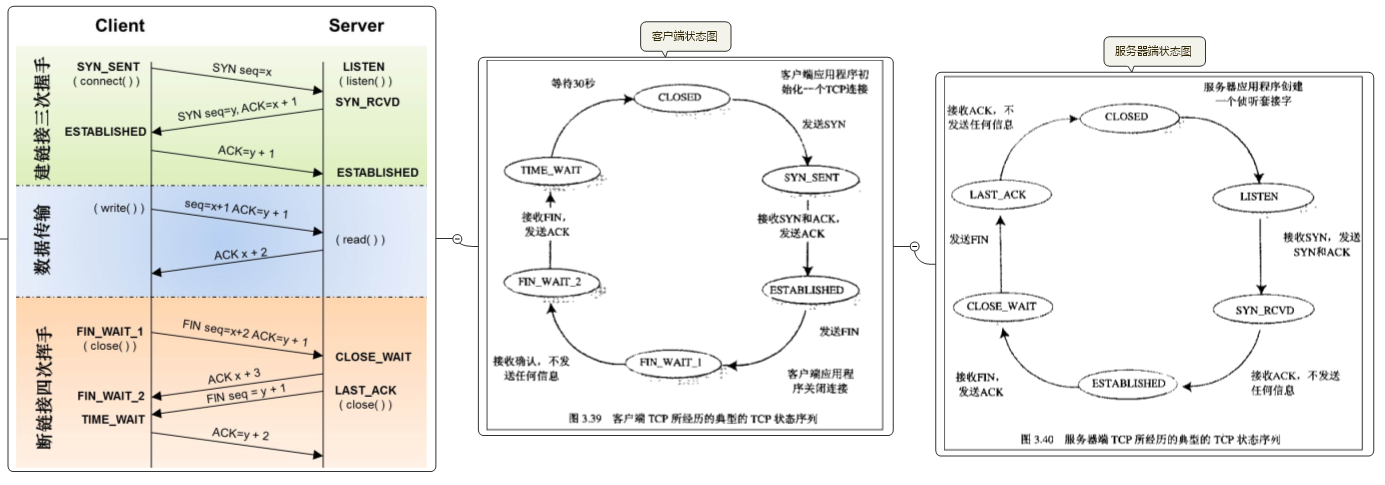 Client
Server
建链接三次握手
SYN_SENT
( connect( ) )
SYN seq=x
LISTEN
( listen( ) )
SYN_RCVD
SYN seq=y, ACK=x + 1
ESTABLISHED
ACK=y + 1
ESTABLISHED
数据传输
( write( ) )
seq=x+1 ACK=y + 1
( read( ) )
ACK x + 2
断链接四次挥手
FIN_WAIT_1
( close( ) )
FIN seq=x+2 ACK=y + 1
CLOSE_WAIT
ACK x + 3
FIN_WAIT_2
FIN seq = y + 1
LAST_ACK
( close( ) )
TIME_WAIT
ACK=y + 2
客户端状态图
等待30秒
CLOSED
客户端应用程序初
始化一个TCP连接
发送SYN
TIME_WAIT
SYN_SENT
接收FIN,
发送ACK
接收SYN和ACK,
发送ACK
FIN_WAIT_2
ESTABLISHED
发送FIN
接收确认,不发
送任何信息
FIN_WAIT_1
客户端应用程
序关闭连接
图 3.39 客户端 TCP 所经历的典型的 TCP 状态序列
服务器端状态图
接收ACK,不
发送任何信息
CLOSED
服务器应用程序创建
一个侦听套接字
LAST_ACK
LISTEN
发送FIN
接收SYN,发送
SYN和ACK
CLOSE_WAIT
SYN_RCVD
接收FIN,
发送ACK
ESTABLISHED
接收ACK,不发送
任何信息
图 3.40 服务器端 TCP 所经历的典型的 TCP 状态序列